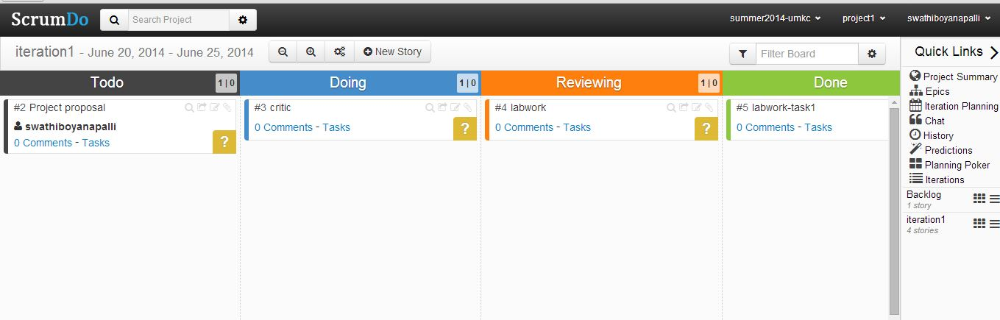 ScrumDo Search Project summer2014-umkc project1 swathiboyanapalli
iteration1 - June 20, 2014 - June 25, 2014 New Story Filter Board
Todo 1 | 0 Doing 1 | 0 Reviewing 1 | 0 Done
#2 Project proposal
swathiboyanapalli
0 Comments - Tasks
?
#3 critic
0 Comments - Tasks
?
#4 labwork
0 Comments - Tasks
?
#5 labwork-task1
0 Comments - Tasks
Quick Links
Project Summary
Epics
Iteration Planning
Chat
History
Predictions
Planning Poker
Iterations
Backlog
1 story
iteration1
4 stories